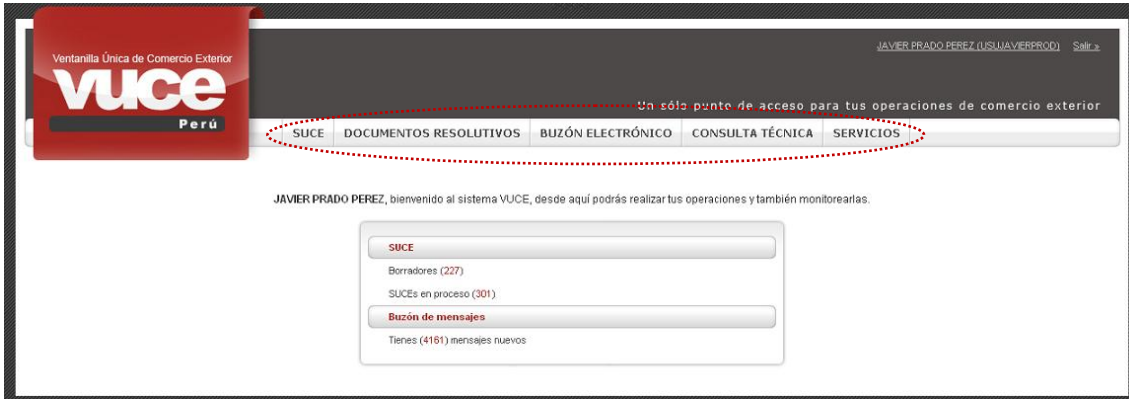 Ventanilla Única de Comercio Exterior
vuce
Perú
JAVIER PRADO PEREZ (USUJAVIERPROD) Salir »
Un sólo punto de acceso para tus operaciones de comercio exterior
SUCE DOCUMENTOS RESOLUTIVOS BUZÓN ELECTRÓNICO CONSULTA TÉCNICA SERVICIOS
JAVIER PRADO PEREZ, bienvenido al sistema VUCE, desde aquí podrás realizar tus operaciones y también monitorearlas.
SUCE
Borradores (227)
SUCEs en proceso (301)
Buzón de mensajes
Tienes (4161) mensajes nuevos